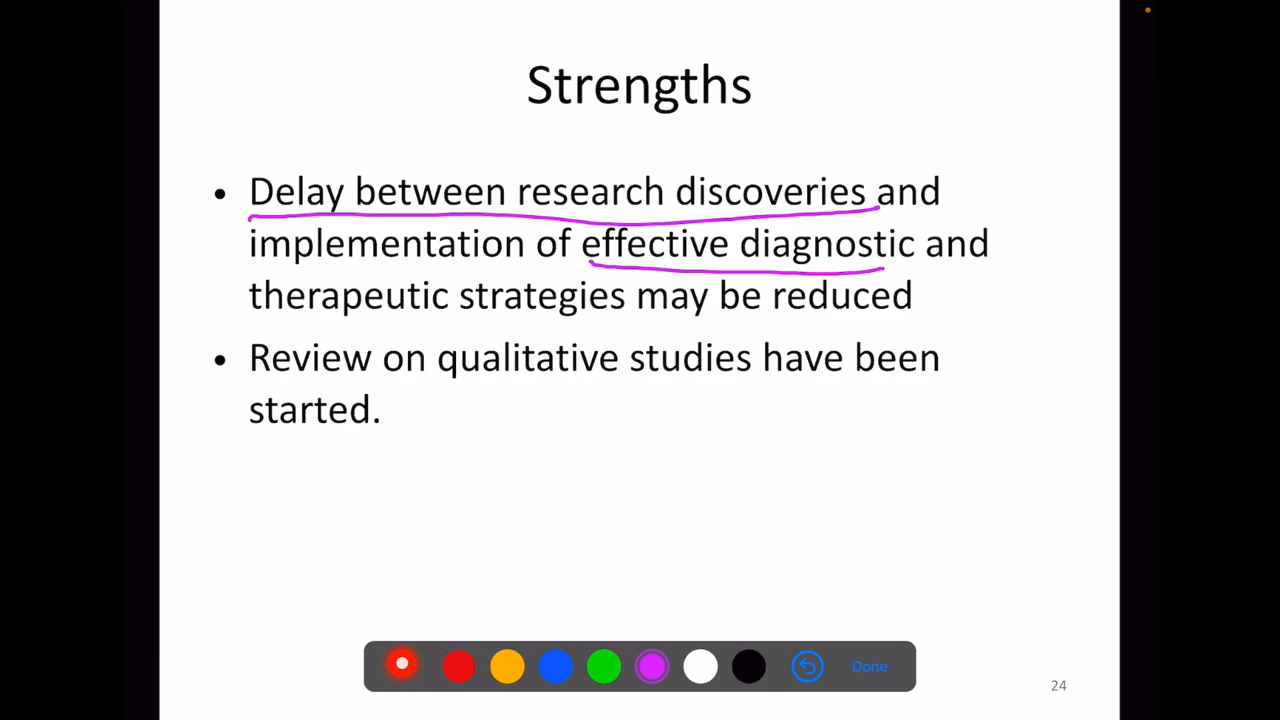 Strengths
• Delay between research discoveries and
implementation of effective diagnostic and
therapeutic strategies may be reduced
• Review on qualitative studies have been
started.
Done
24